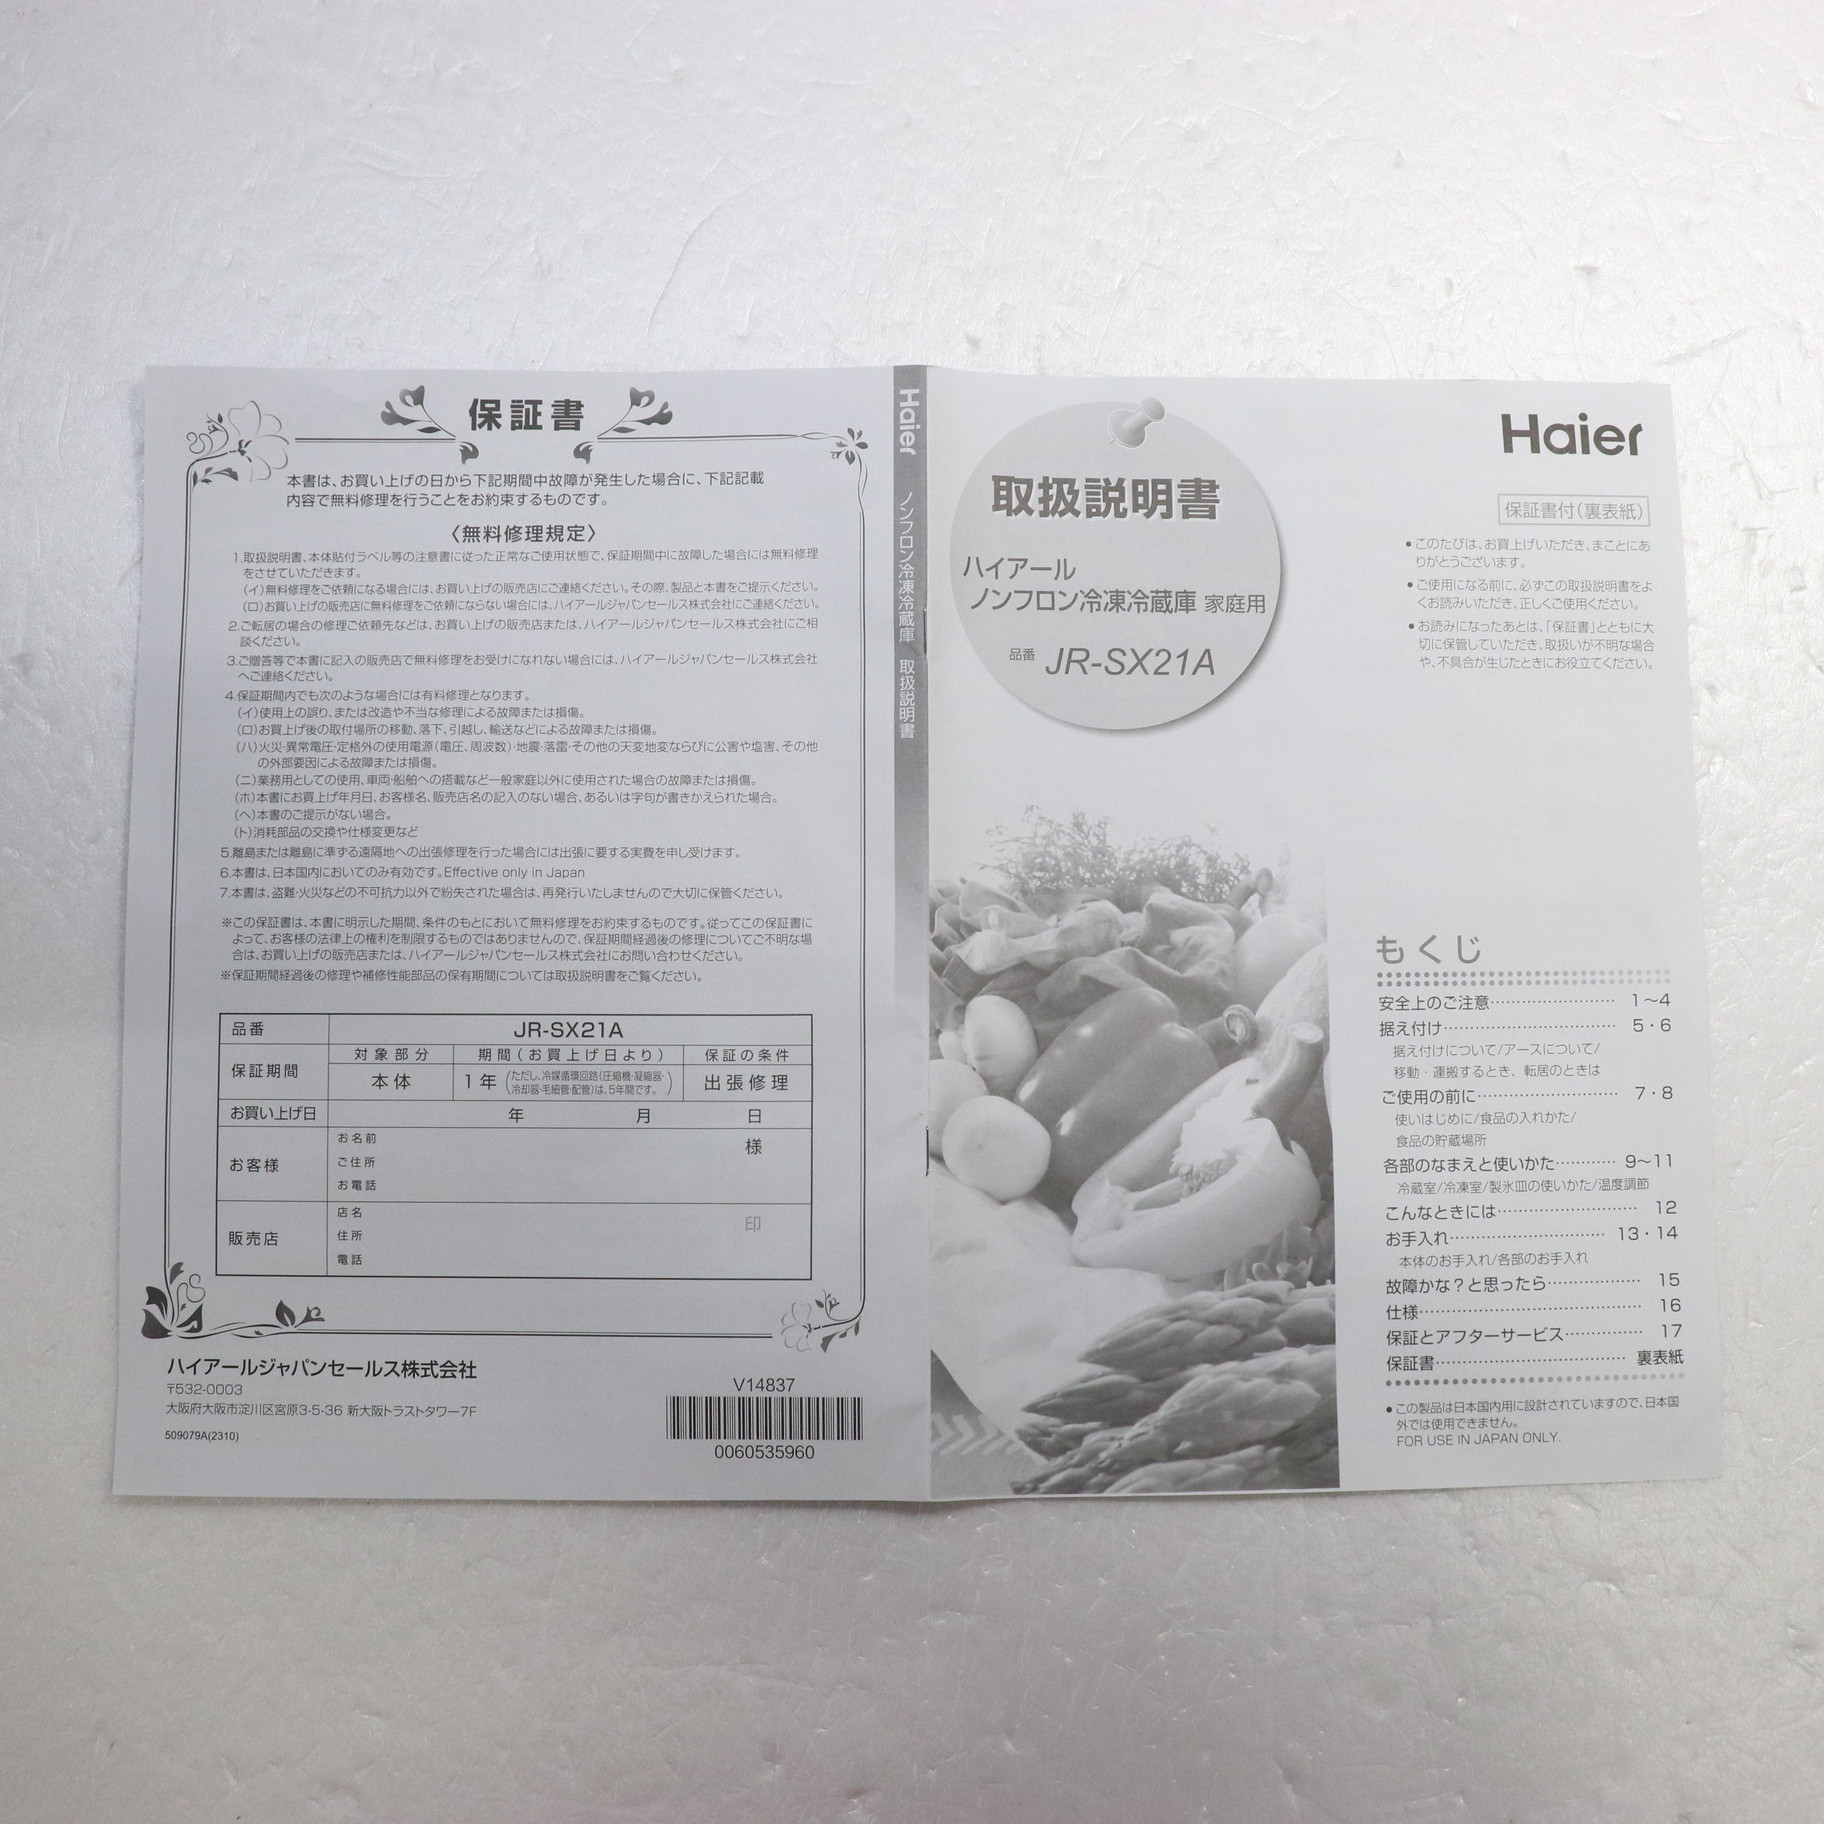 保証書
本書は、お買い上げの日から下記期間中故障が発生した場合に、下記記載
内容で無料修理を行うことをお約束するものです。
〈無料修理規定〉
1.取扱説明書、本体貼付ラベル等の注意書に従った正常なご使用状態で、保証期間中に故障した場合には無料修理
をさせていただきます。
(イ)無料修理をご依頼になる場合には、お買い上げの販売店にご連絡ください。その際、製品と本書をご提示ください。
(ロ)お買い上げの販売店に無料修理をご依頼にならない場合には、ハイアールジャパンセールス株式会社にご連絡ください。
2.ご転居の場合の修理ご依頼先などは、お買い上げの販売店または、ハイアールジャパンセールス株式会社にご相
談ください。
3.ご贈答等で本書に記入の販売店で無料修理をお受けになれない場合には、ハイアールジャパンセールス株式会社
へご連絡ください。
4.保証期間内でも次のような場合には有料修理となります。
(イ)使用上の誤り、または改造や不当な修理による故障または損傷。
(ロ)お買上げ後の取付場所の移動、落下、引越し、輸送などによる故障または損傷。
(ハ)火災・異常電圧・定格外の使用電源(電圧、周波数)・地震・落雷・その他の天変地変ならびに公害や塩害、その他
の外部要因による故障または損傷。
(ニ)業務用としての使用、車両・船舶への搭載など一般家庭以外に使用された場合の故障または損傷。
(ホ)本書にお買上げ年月日、お客様名、販売店名の記入のない場合、あるいは字句が書きかえられた場合。
(ヘ)本書のご提示がない場合。
(ト)消耗部品の交換や仕様変更など
5.離島または離島に準ずる遠隔地への出張修理を行った場合には出張に要する実費を申し受けます。
6.本書は、日本国内においてのみ有効です。Effective only in Japan
7.本書は、盗難・火災などの不可抗力以外で紛失された場合は、再発行いたしませんので大切に保管ください。
※この保証書は、本書に明示した期間、条件のもとにおいて無料修理をお約束するものです。従ってこの保証書に
よって、お客様の法律上の権利を制限するものではありませんので、保証期間経過後の修理についてご不明な場
合は、お買い上げの販売店または、ハイアールジャパンセールス株式会社にお問い合わせください。
※保証期間経過後の修理や補修性能部品の保有期間については取扱説明書をご覧ください。
品番 JR-SX21A
保証期間 対象部分 期間(お買上げ日より) 保証の条件
本体 1年 (ただし、冷媒循環回路(圧縮機・凝縮器・
冷却器・毛細管・配管)は、5年間です。) 出張修理
お買い上げ日 年 月 日
お客様 お名前 様
ご住所
お電話
販売店 店名 印
住所
電話
ハイアールジャパンセールス株式会社
〒532-0003
大阪府大阪市淀川区宮原3-5-36 新大阪トラストタワー7F
509079A(2310)
V14837
0060535960
Haier ノンフロン冷凍冷蔵庫 取扱説明書
取扱説明書
ハイアール
ノンフロン冷凍冷蔵庫 家庭用
品番 JR-SX21A
Haier
保証書付(裏表紙)
●このたびは、お買上げいただき、まことにあ
りがとうございます。
●ご使用になる前に、必ずこの取扱説明書をよ
くお読みいただき、正しくご使用ください。
●お読みになったあとは、「保証書」とともに大
切に保管していただき、取扱いが不明な場合
や、不具合が生じたときにお役立てください。
もくじ
安全上のご注意 1〜4
据え付け 5・6
据え付けについて/アースについて/
移動・運搬するとき、転居のときは
ご使用の前に 7・8
使いはじめに/食品の入れかた/
食品の貯蔵場所
各部のなまえと使いかた 9〜11
冷蔵室/冷凍室/製氷皿の使いかた/温度調節
こんなときには 12
お手入れ 13・14
本体のお手入れ/各部のお手入れ
故障かな?と思ったら 15
仕様 16
保証とアフターサービス 17
保証書 裏表紙
●この製品は日本国内用に設計されていますので、日本国
外では使用できません。
FOR USE IN JAPAN ONLY.